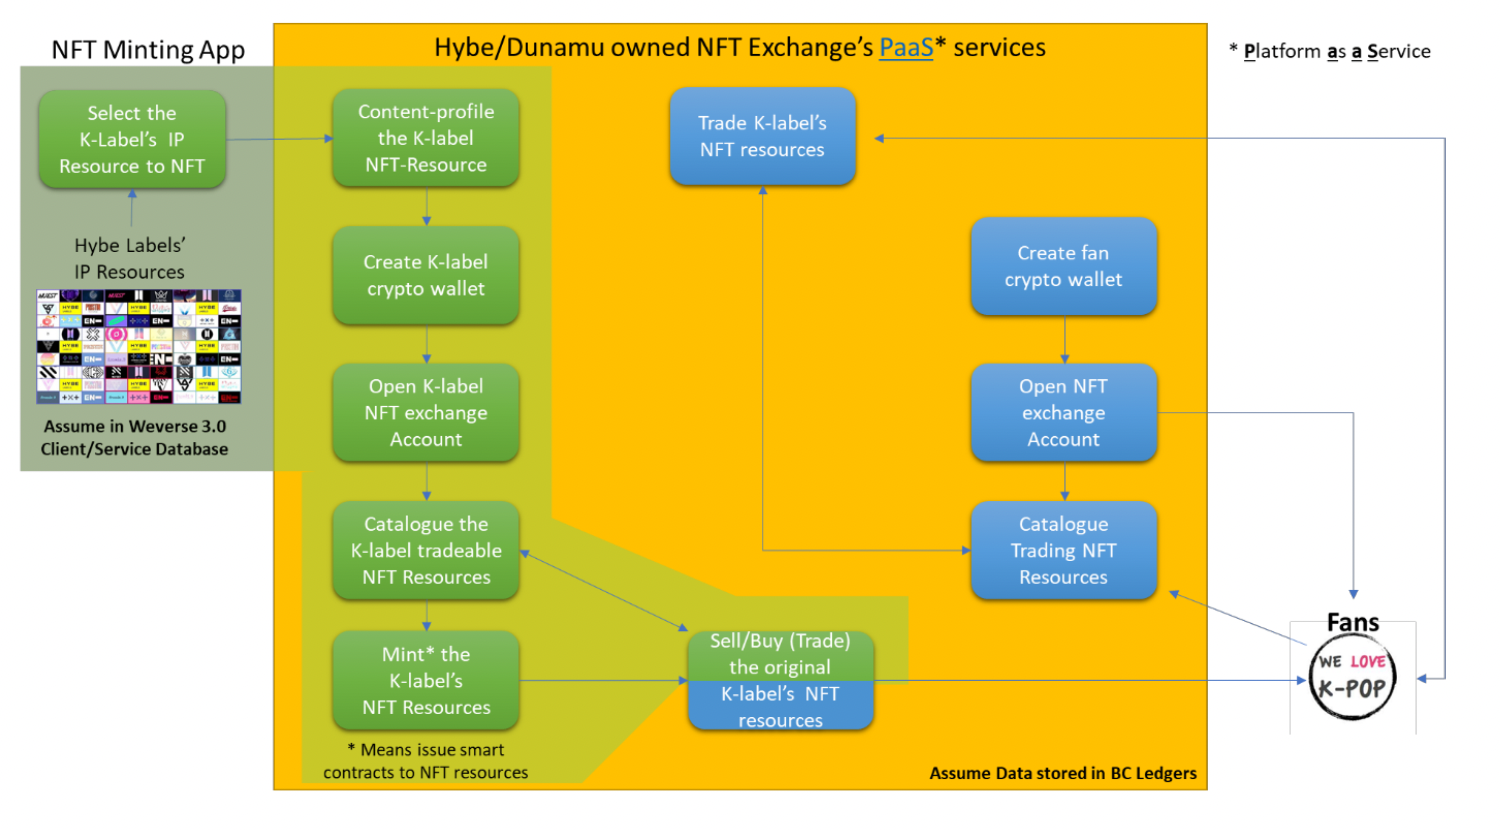 NFT Minting App
Hybe/Dunamu owned NFT Exchange's PaaS* services
* Platform as a Service
Select the
K-Label's IP
Resource to NFT
Hybe Labels'
IP Resources
Assume in Weverse 3.0
Client/Service Database
Content-profile
the K-label
NFT-Resource
Create K-label
crypto wallet
Open K-label
NFT exchange
Account
Catalogue the
K-label tradeable
NFT Resources
Mint* the
K-label's
NFT Resources
* Means issue smart
contracts to NFT resources
Sell/Buy (Trade)
the original
K-label's NFT
resources
Trade K-label's
NFT resources
Create fan
crypto wallet
Open NFT
exchange
Account
Catalogue
Trading NFT
Resources
Assume Data stored in BC Ledgers
Fans
WE LOVE
K-POP